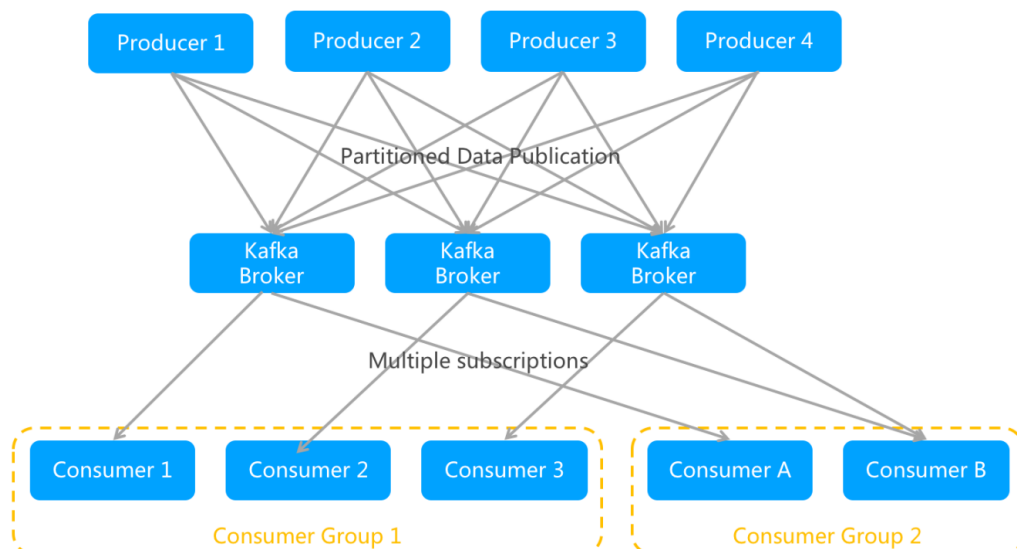 Producer 1
Producer 2
Producer 3
Producer 4
Partitioned Data Publication
Kafka
Broker
Kafka
Broker
Kafka
Broker
Multiple subscriptions
Consumer 1
Consumer 2
Consumer 3
Consumer A
Consumer B
Consumer Group 1
Consumer Group 2